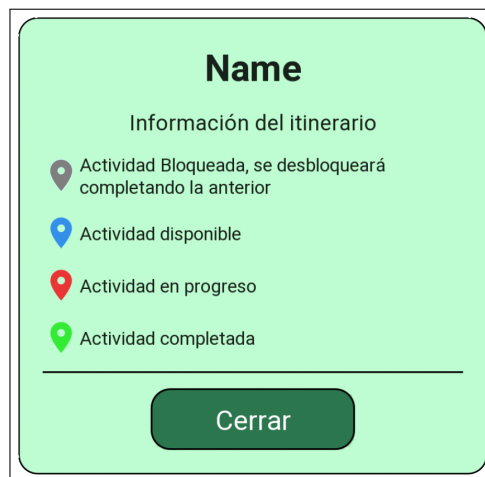 Name
Información del itinerario
Actividad Bloqueada, se desbloqueará
completando la anterior
Actividad disponible
Actividad en progreso
Actividad completada
Cerrar